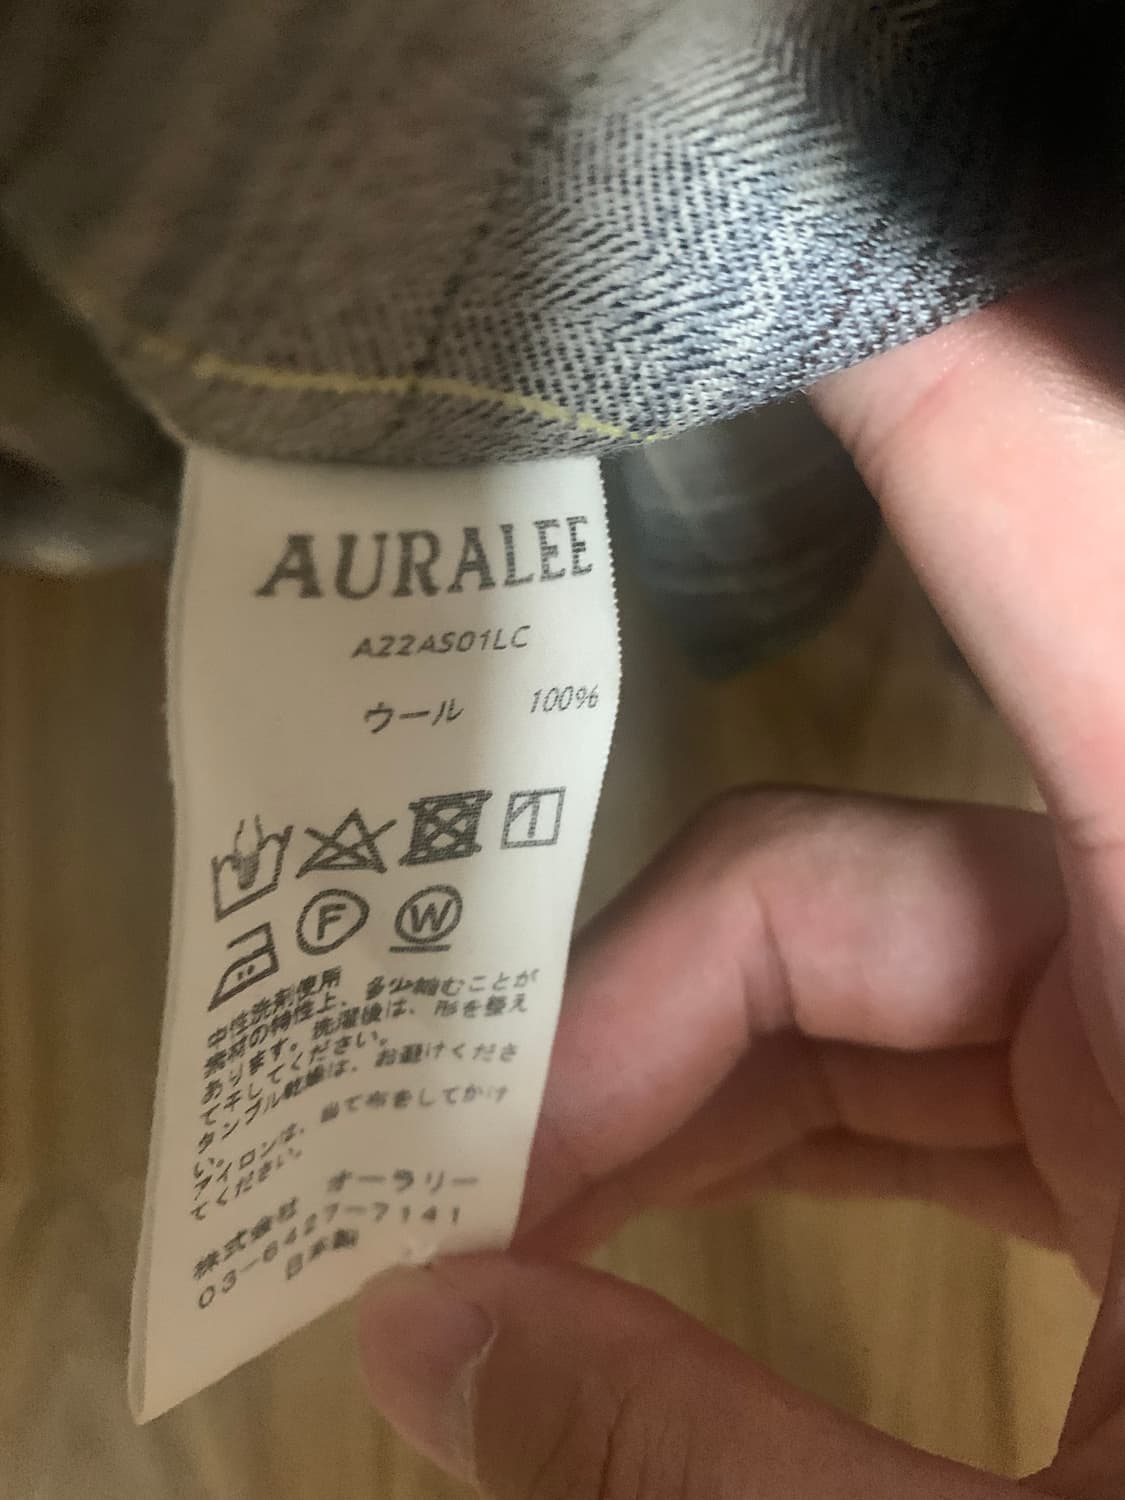 AURALEE
A22AS01LC
ウール 100%
F W
中性洗剤使用
素材の特性上、多少縮むことが
あります。洗濯後は、形を整え
てキしてください。
タンブル乾燥は、お避けくださ
い。
アイロンは、当て布をしてかけ
てください。
株式会社 オーラリー
03-6427-7141
日本製